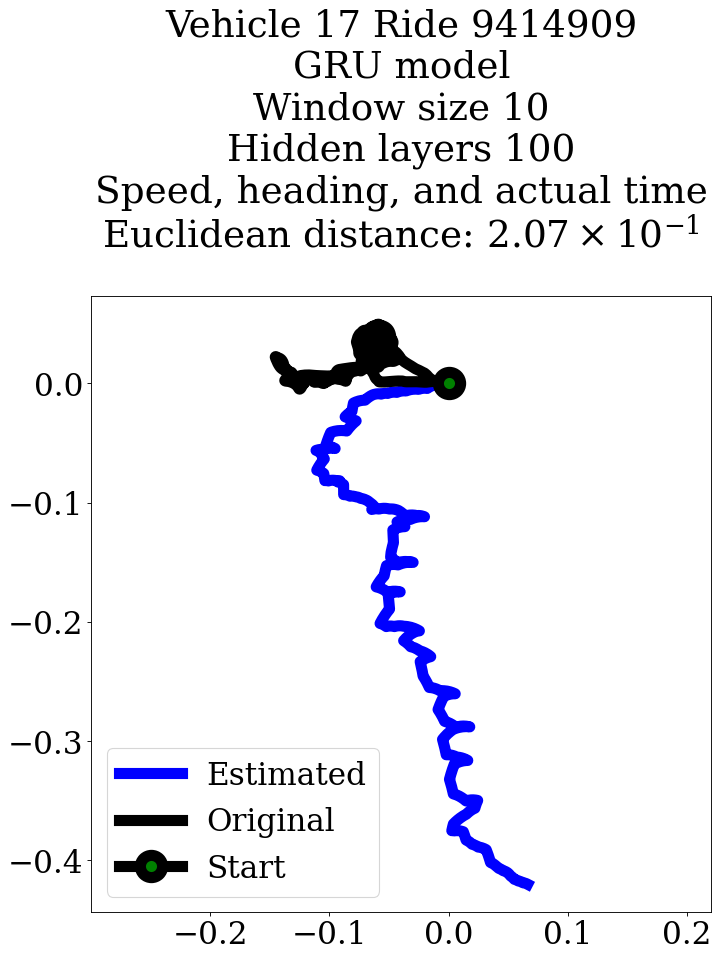 Vehicle 17 Ride 9414909
GRU model
Window size 10
Hidden layers 100
Speed, heading, and actual time
Euclidean distance: 2.07 × 10⁻¹
0.0
−0.1
−0.2
−0.3
−0.4
Estimated
Original
Start
−0.2 −0.1 0.0 0.1 0.2